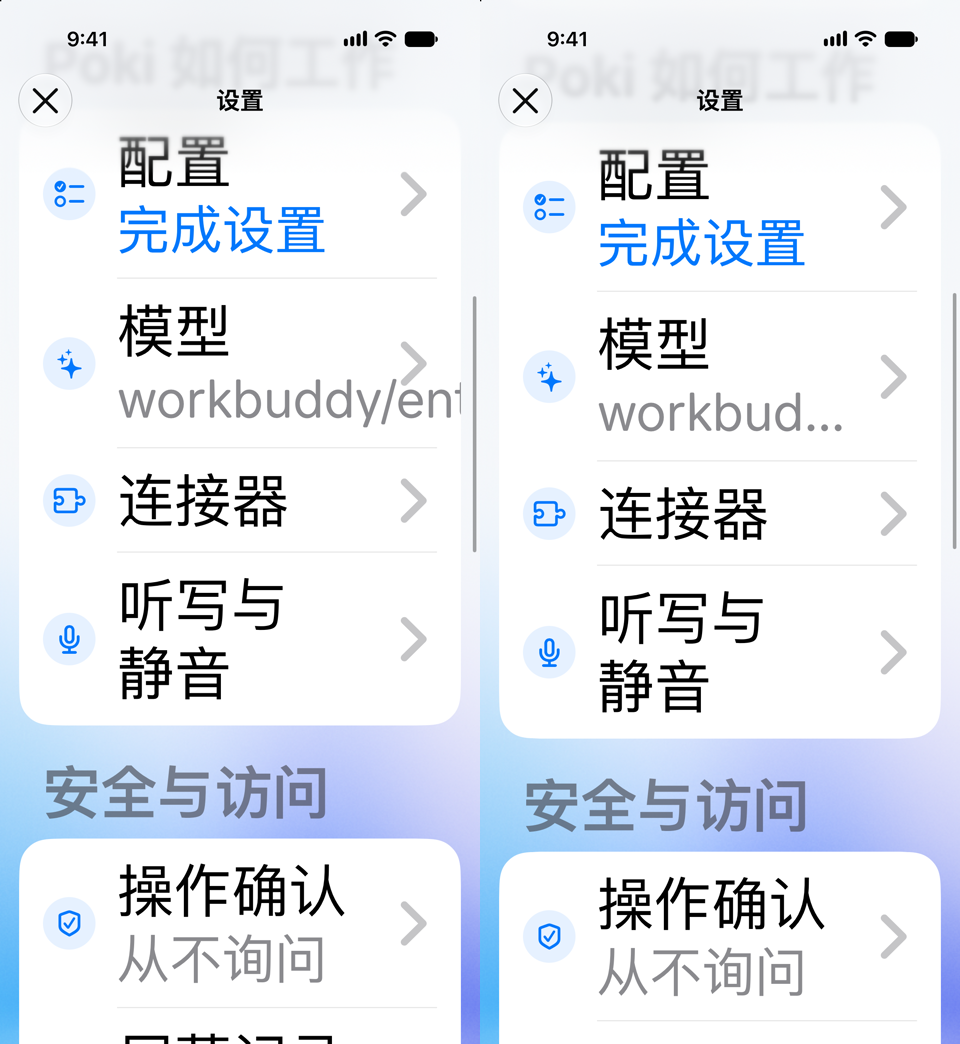 9:41
Poki 如何工作
设置
配置
完成设置
模型
workbuddy/ent
连接器
听写与
静音
安全与访问
操作确认
从不询问
9:41
Poki 如何工作
设置
配置
完成设置
模型
workbud...
连接器
听写与
静音
安全与访问
操作确认
从不询问